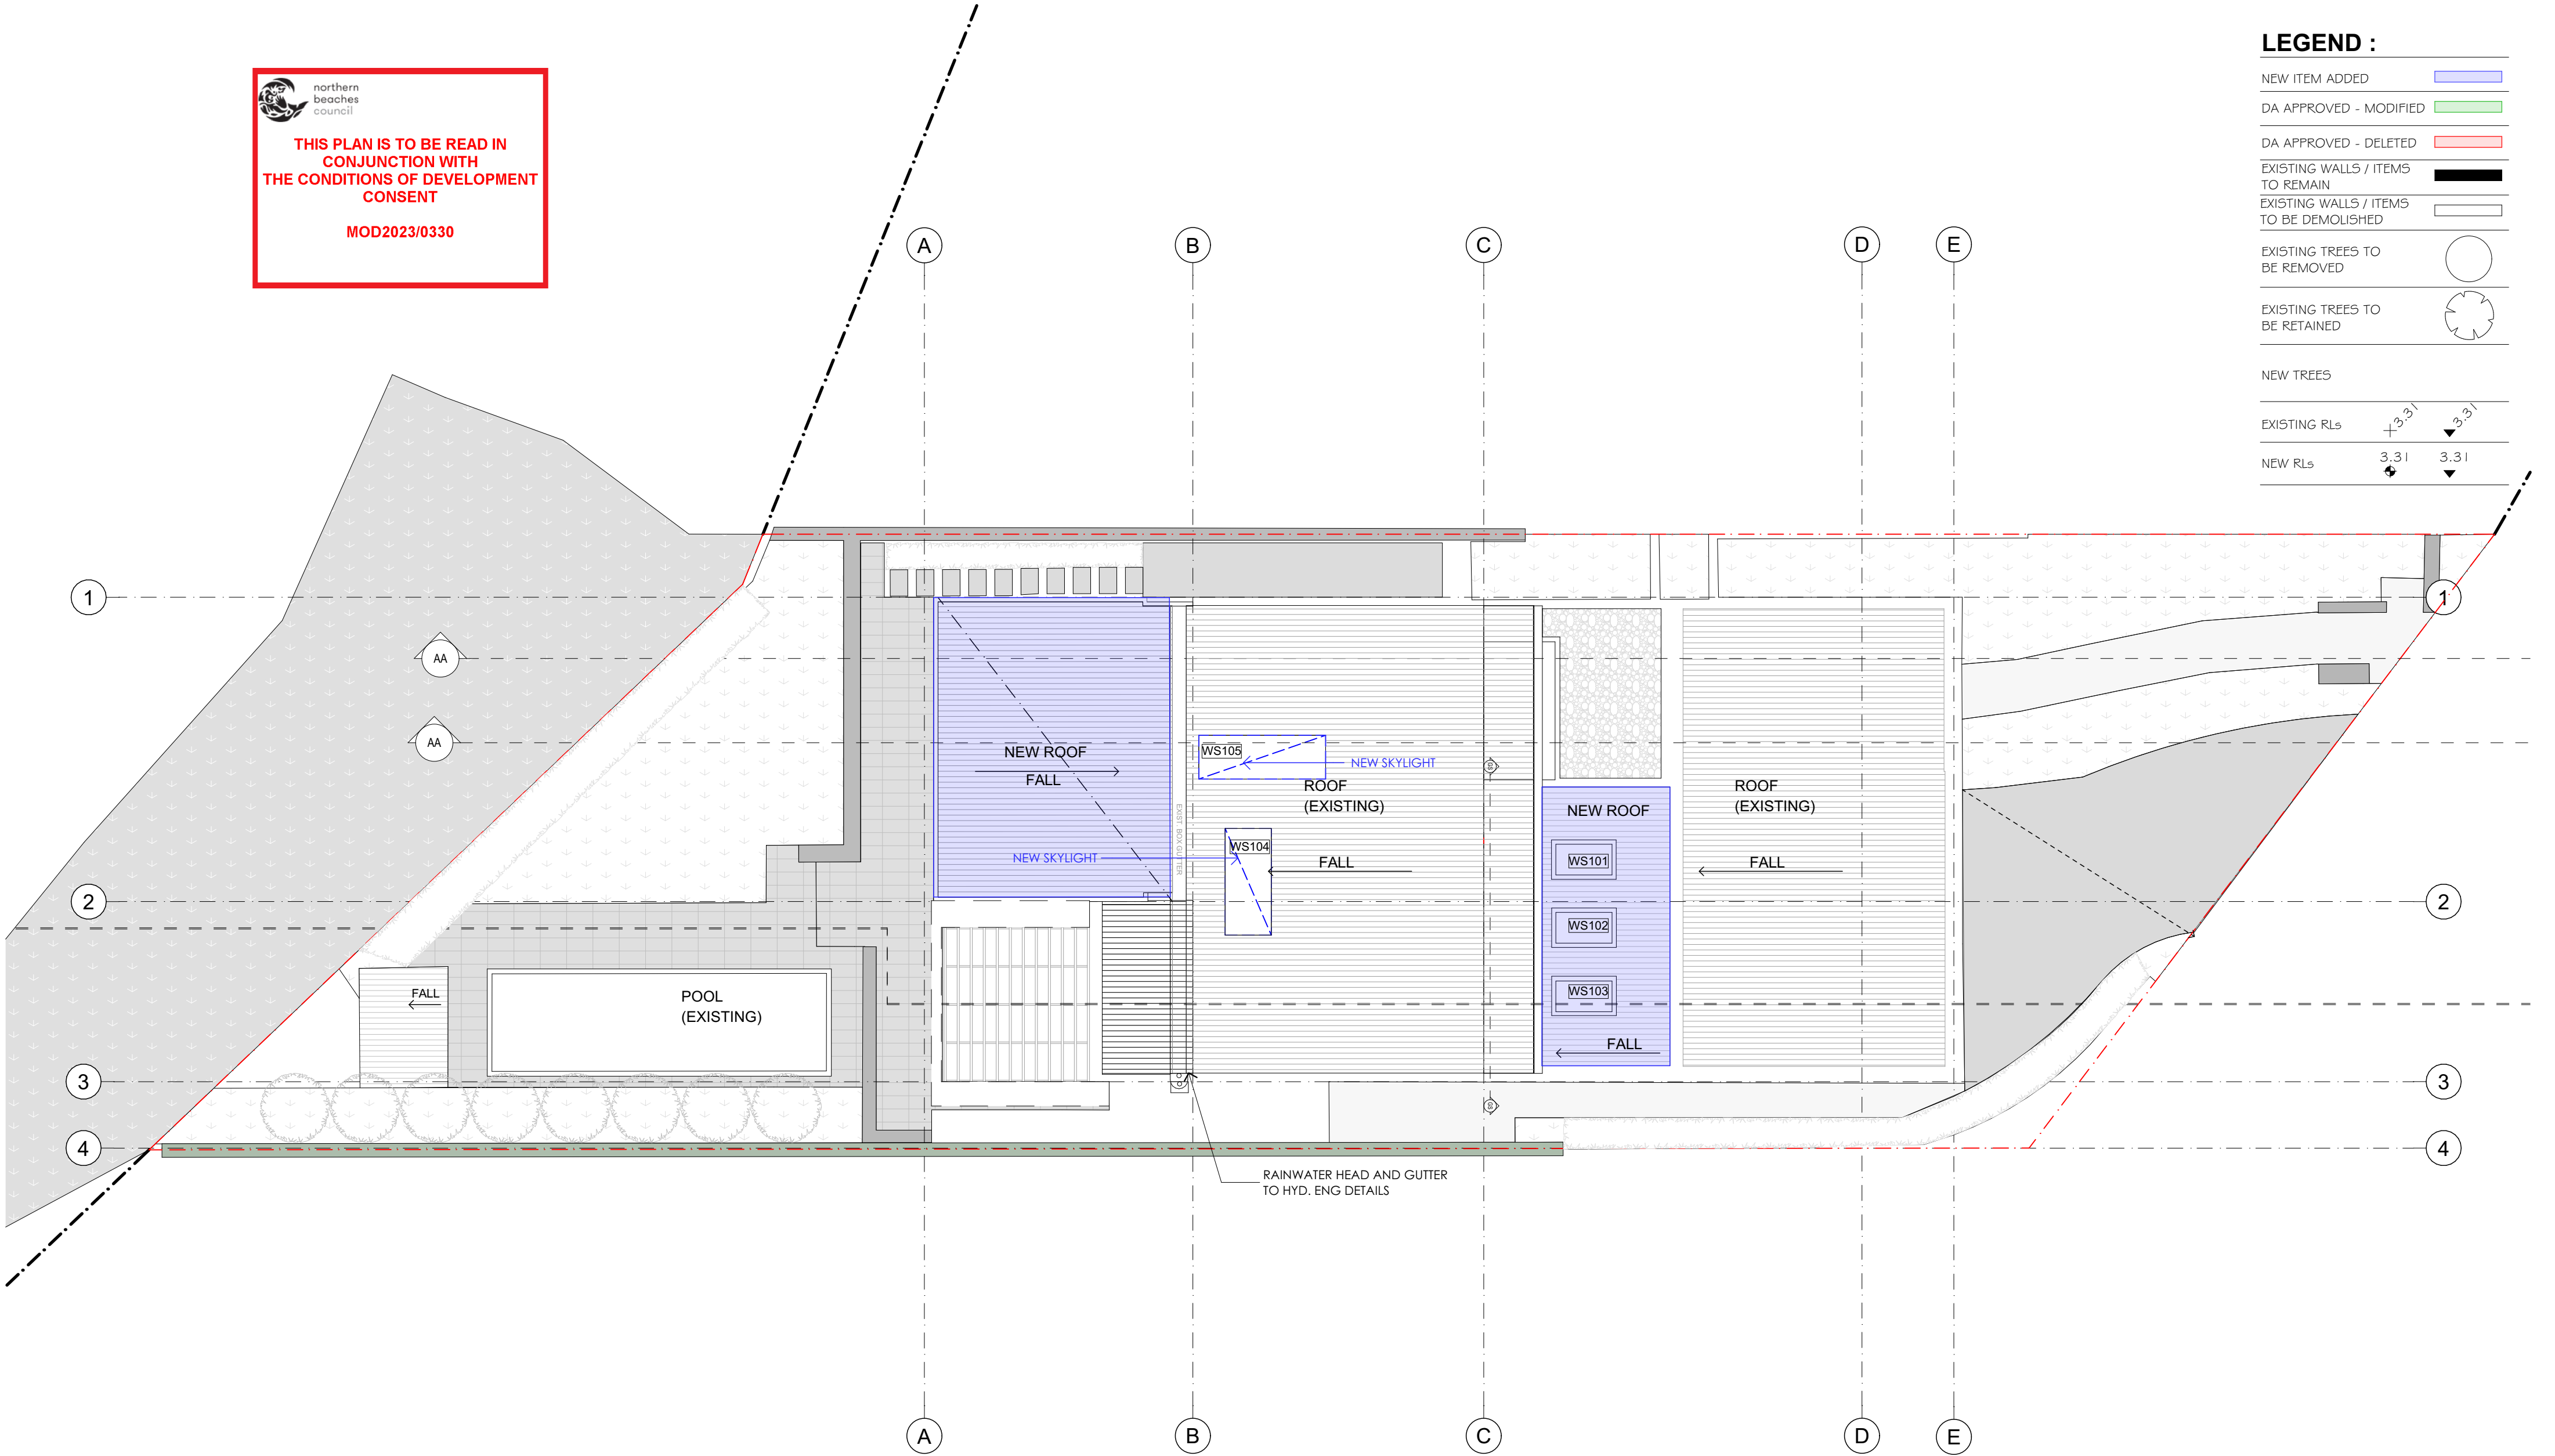 northern
beaches
council
THIS PLAN IS TO BE READ IN
CONJUNCTION WITH
THE CONDITIONS OF DEVELOPMENT
CONSENT
MOD2023/0330
LEGEND :
NEW ITEM ADDED
DA APPROVED - MODIFIED
DA APPROVED - DELETED
EXISTING WALLS / ITEMS
TO REMAIN
EXISTING WALLS / ITEMS
TO BE DEMOLISHED
EXISTING TREES TO
BE REMOVED
EXISTING TREES TO
BE RETAINED
NEW TREES
EXISTING RLs
3.31
3.31
NEW RLs
3.31
3.31
A
B
C
D
E
1
1
AA
AA
NEW ROOF
FALL
WS105
NEW SKYLIGHT
ROOF
(EXISTING)
ROOF
(EXISTING)
EXIST. BOX GUTTER
NEW ROOF
WS104
NEW SKYLIGHT
FALL
WS101
FALL
2
2
WS102
WS103
FALL
POOL
(EXISTING)
FALL
3
3
4
4
RAINWATER HEAD AND GUTTER
TO HYD. ENG DETAILS
A
B
C
D
E